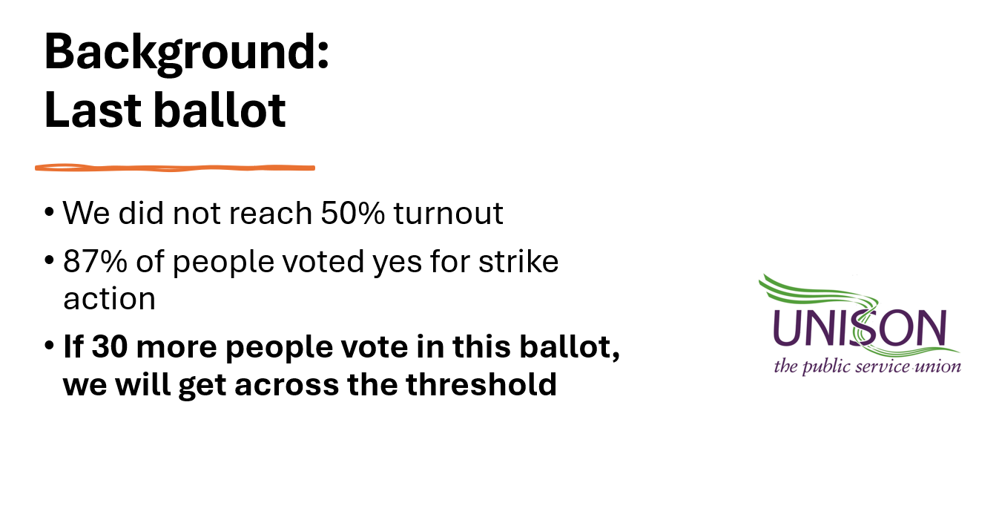 Background:
Last ballot
• We did not reach 50% turnout
• 87% of people voted yes for strike
action
• If 30 more people vote in this ballot,
we will get across the threshold
UNISON
the public service union